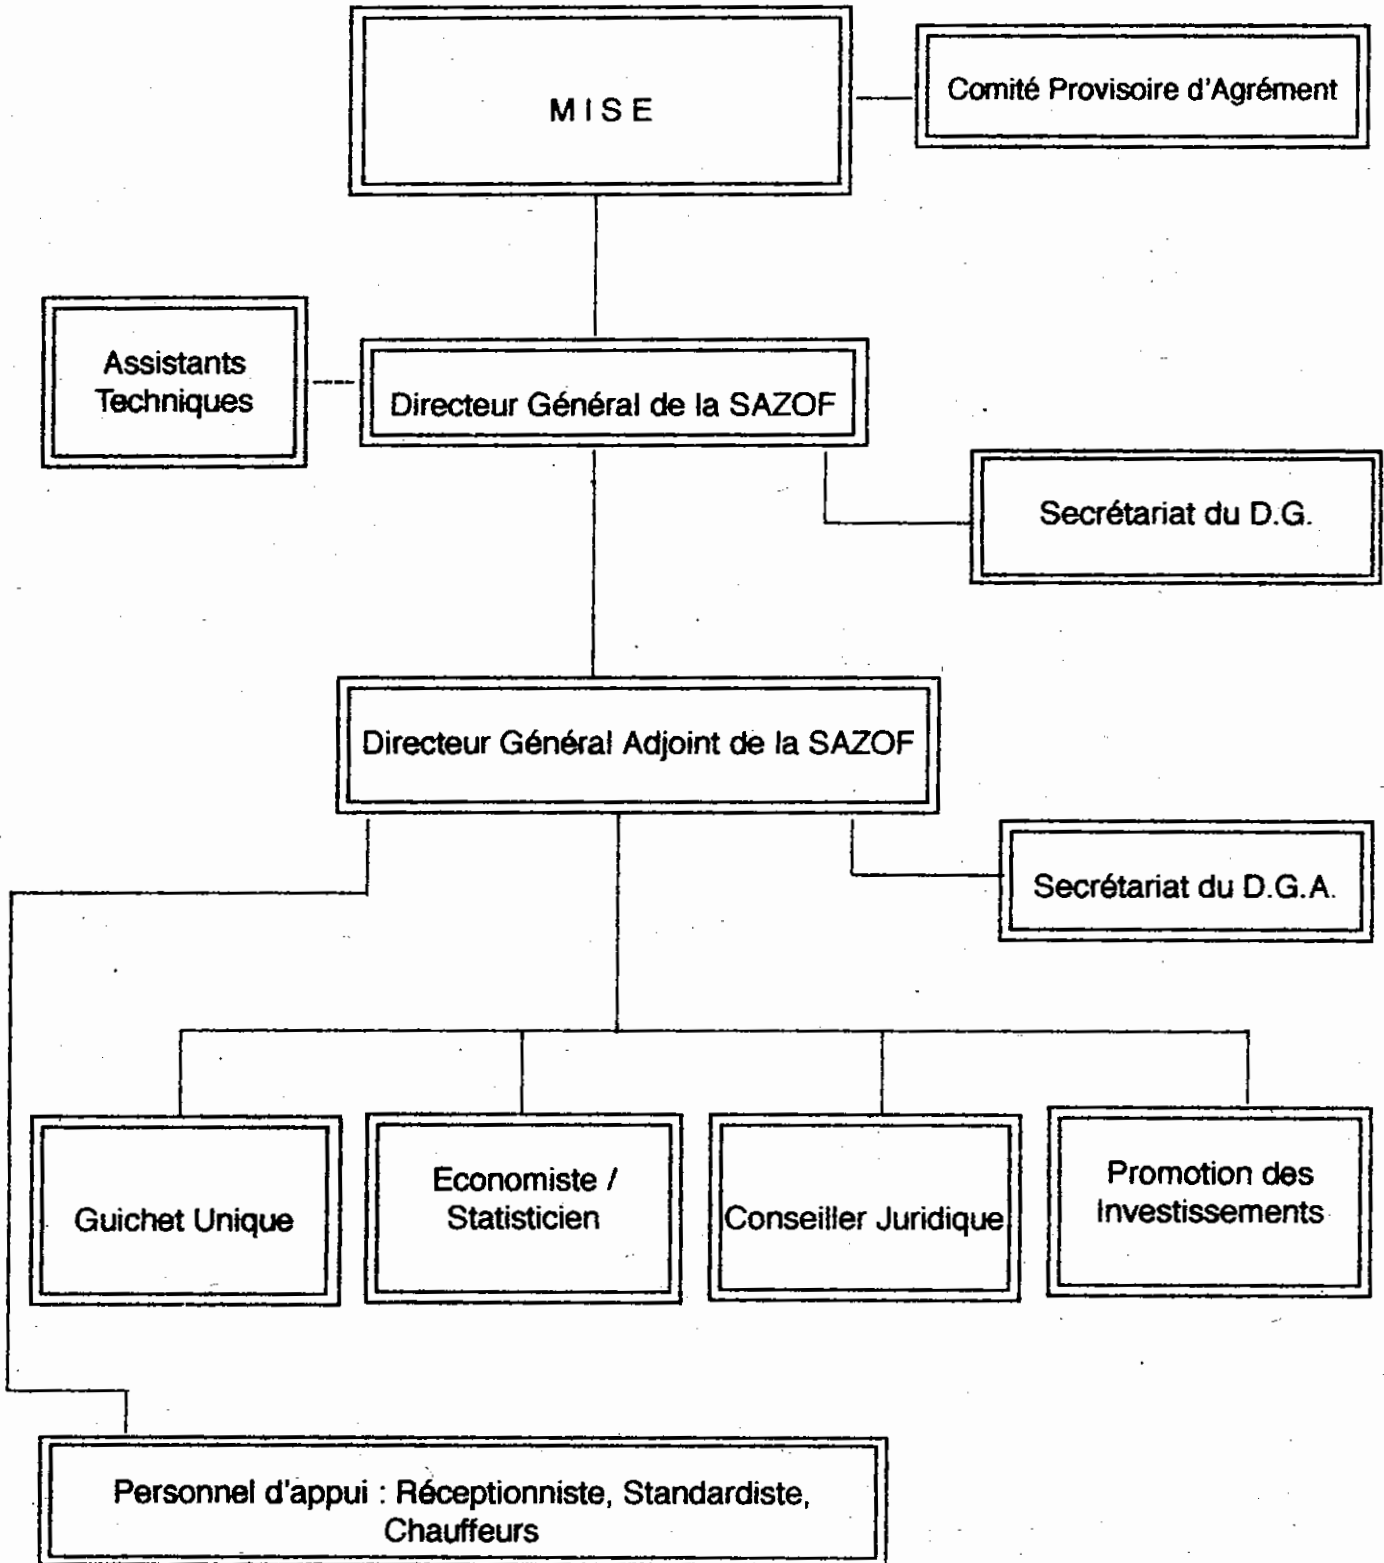 M I S E
Comité Provisoire d'Agrément
Assistants
Techniques
Directeur Général de la SAZOF
Secrétariat du D.G.
Directeur Général Adjoint de la SAZOF
Secrétariat du D.G.A.
Guichet Unique
Economiste /
Statisticien
Conseiller Juridique
Promotion des
Investissements
Personnel d'appui : Réceptionniste, Standardiste,
Chauffeurs